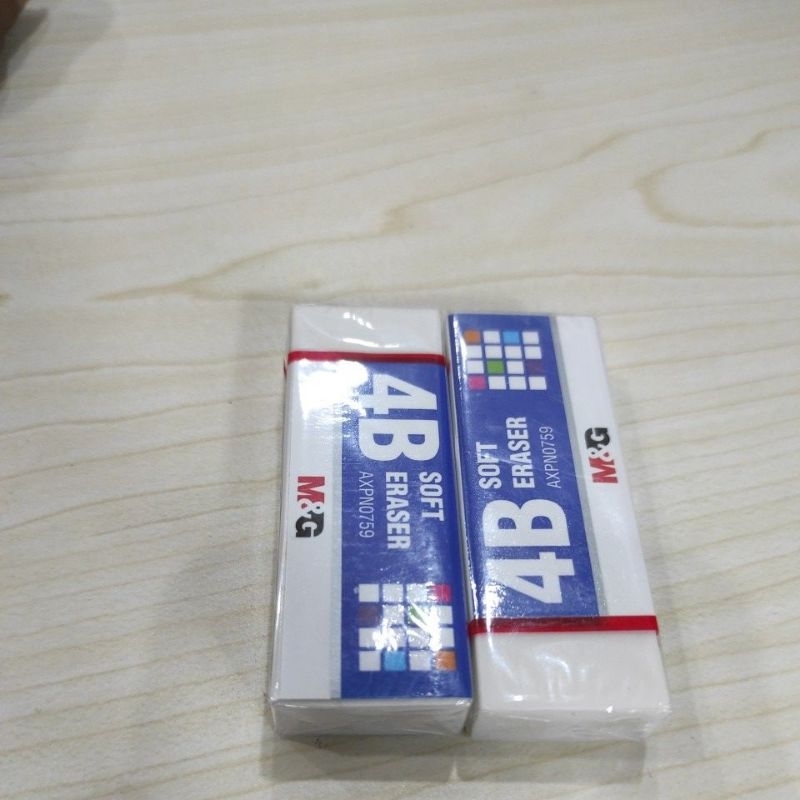 4B
SOFT
ERASER
AXPN0759
M&G
4B
SOFT
ERASER
AXPN0759
M&G